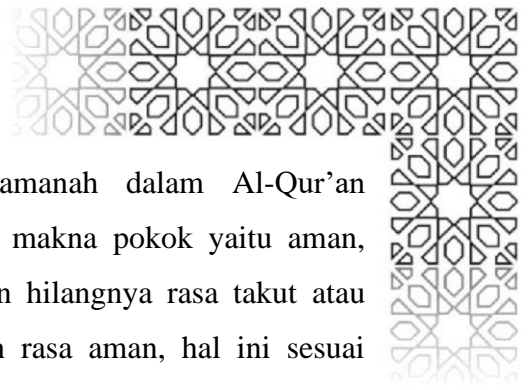 amanah dalam Al-Qur’an
makna pokok yaitu aman,
hilangnya rasa takut atau
rasa aman, hal ini sesuai